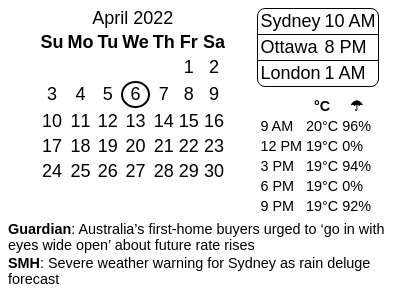 April 2022
Su Mo Tu We Th Fr Sa
1 2
3 4 5 6 7 8 9
10 11 12 13 14 15 16
17 18 19 20 21 22 23
24 25 26 27 28 29 30
Sydney 10 AM
Ottawa 8 PM
London 1 AM
°C ☂
9 AM 20°C 96%
12 PM 19°C 0%
3 PM 19°C 94%
6 PM 19°C 0%
9 PM 19°C 92%
Guardian: Australia’s first-home buyers urged to ‘go in with
eyes wide open’ about future rate rises
SMH: Severe weather warning for Sydney as rain deluge
forecast